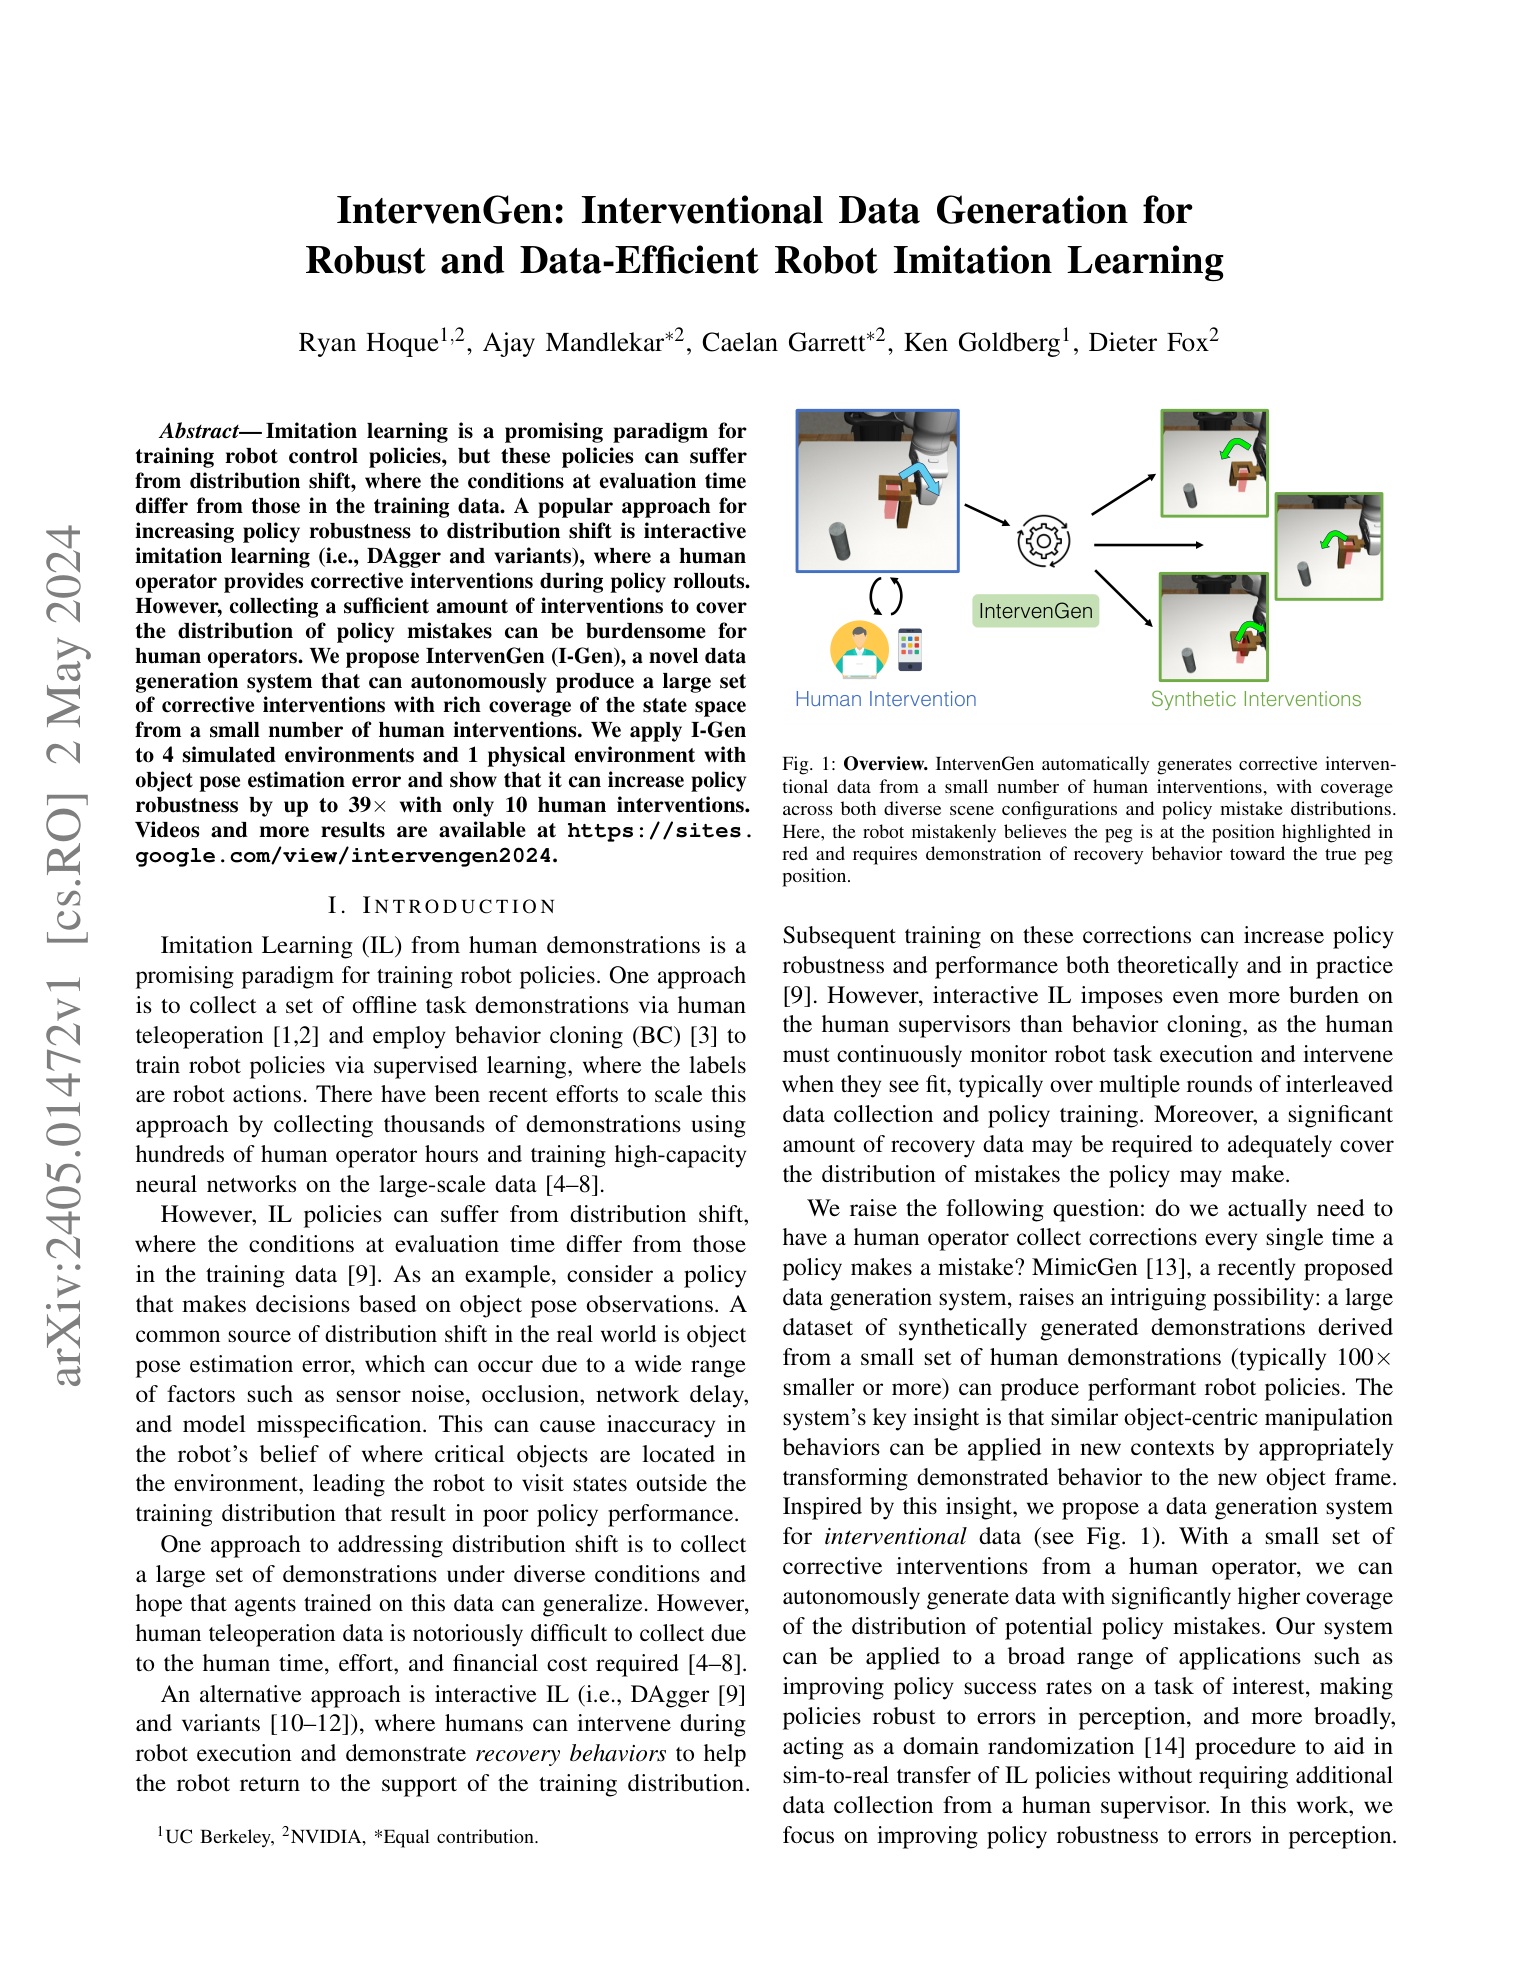 arXiv:2405.01472v1 [cs.RO] 2 May 2024
IntervenGen: Interventional Data Generation for
Robust and Data-Efficient Robot Imitation Learning
Ryan Hoque1,2, Ajay Mandlekar*2, Caelan Garrett*2, Ken Goldberg1, Dieter Fox2
Abstract— Imitation learning is a promising paradigm for
training robot control policies, but these policies can suffer
from distribution shift, where the conditions at evaluation time
differ from those in the training data. A popular approach for
increasing policy robustness to distribution shift is interactive
imitation learning (i.e., DAgger and variants), where a human
operator provides corrective interventions during policy rollouts.
However, collecting a sufficient amount of interventions to cover
the distribution of policy mistakes can be burdensome for
human operators. We propose IntervenGen (I-Gen), a novel data
generation system that can autonomously produce a large set
of corrective interventions with rich coverage of the state space
from a small number of human interventions. We apply I-Gen
to 4 simulated environments and 1 physical environment with
object pose estimation error and show that it can increase policy
robustness by up to 39× with only 10 human interventions.
Videos and more results are available at https://sites.
google.com/view/intervengen2024.
I. INTRODUCTION
Imitation Learning (IL) from human demonstrations is a
promising paradigm for training robot policies. One approach
is to collect a set of offline task demonstrations via human
teleoperation [1,2] and employ behavior cloning (BC) [3] to
train robot policies via supervised learning, where the labels
are robot actions. There have been recent efforts to scale this
approach by collecting thousands of demonstrations using
hundreds of human operator hours and training high-capacity
neural networks on the large-scale data [4–8].
However, IL policies can suffer from distribution shift,
where the conditions at evaluation time differ from those
in the training data [9]. As an example, consider a policy
that makes decisions based on object pose observations. A
common source of distribution shift in the real world is object
pose estimation error, which can occur due to a wide range
of factors such as sensor noise, occlusion, network delay,
and model misspecification. This can cause inaccuracy in
the robot's belief of where critical objects are located in
the environment, leading the robot to visit states outside the
training distribution that result in poor policy performance.
One approach to addressing distribution shift is to collect
a large set of demonstrations under diverse conditions and
hope that agents trained on this data can generalize. However,
human teleoperation data is notoriously difficult to collect due
to the human time, effort, and financial cost required [4–8].
An alternative approach is interactive IL (i.e., DAgger [9]
and variants [10–12]), where humans can intervene during
robot execution and demonstrate recovery behaviors to help
the robot return to the support of the training distribution.
1UC Berkeley, 2NVIDIA, *Equal contribution.
IntervenGen
Human Intervention
Synthetic Interventions
Fig. 1: Overview. IntervenGen automatically generates corrective interven-
tional data from a small number of human interventions, with coverage
across both diverse scene configurations and policy mistake distributions.
Here, the robot mistakenly believes the peg is at the position highlighted in
red and requires demonstration of recovery behavior toward the true peg
position.
Subsequent training on these corrections can increase policy
robustness and performance both theoretically and in practice
[9]. However, interactive IL imposes even more burden on
the human supervisors than behavior cloning, as the human
must continuously monitor robot task execution and intervene
when they see fit, typically over multiple rounds of interleaved
data collection and policy training. Moreover, a significant
amount of recovery data may be required to adequately cover
the distribution of mistakes the policy may make.
We raise the following question: do we actually need to
have a human operator collect corrections every single time a
policy makes a mistake? MimicGen [13], a recently proposed
data generation system, raises an intriguing possibility: a large
dataset of synthetically generated demonstrations derived
from a small set of human demonstrations (typically 100×
smaller or more) can produce performant robot policies. The
system's key insight is that similar object-centric manipulation
behaviors can be applied in new contexts by appropriately
transforming demonstrated behavior to the new object frame.
Inspired by this insight, we propose a data generation system
for interventional data (see Fig. 1). With a small set of
corrective interventions from a human operator, we can
autonomously generate data with significantly higher coverage
of the distribution of potential policy mistakes. Our system
can be applied to a broad range of applications such as
improving policy success rates on a task of interest, making
policies robust to errors in perception, and more broadly,
acting as a domain randomization [14] procedure to aid in
sim-to-real transfer of IL policies without requiring additional
data collection from a human supervisor. In this work, we
focus on improving policy robustness to errors in perception.